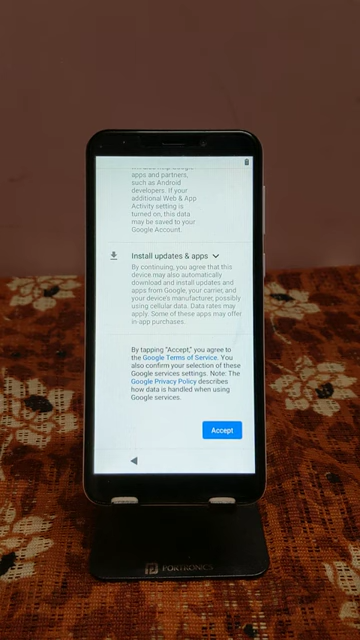 apps and partners,
such as Android
developers. If your
additional Web & App
Activity setting is
turned on, this data
may be saved to your
Google Account.
Install updates & apps
By continuing, you agree that this
device may also automatically
download and install updates and
apps from Google, your carrier, and
your device's manufacturer, possibly
using cellular data. Data rates may
apply. Some of these apps may offer
in-app purchases.
By tapping "Accept," you agree to
the Google Terms of Service. You
also confirm your selection of these
Google services settings. Note: The
Google Privacy Policy describes
how data is handled when using
Google services.
Accept
PORTRONICS